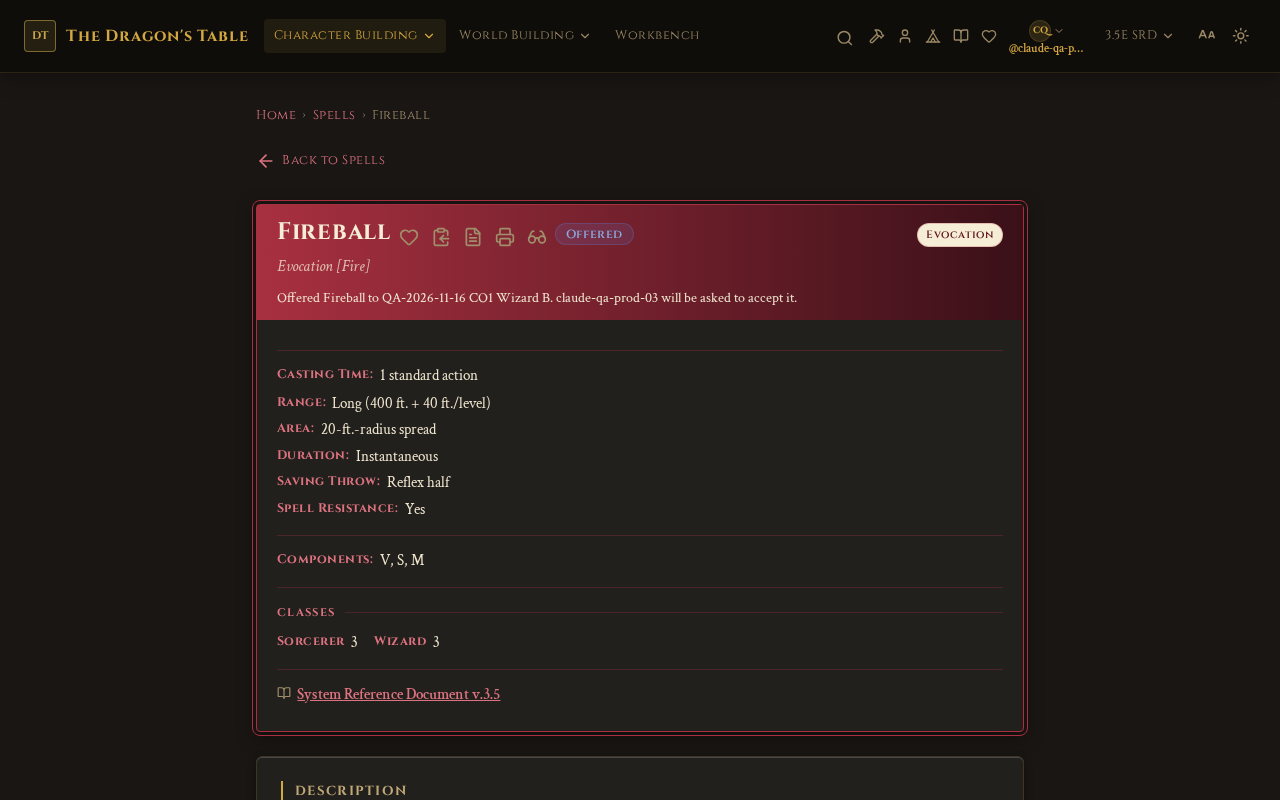 DT The Dragon's Table Character Building World Building Workbench CQ 3.5E SRD AA
@claude-qa-p...
Home › Spells › Fireball
Back to Spells
Fireball Offered Evocation
Evocation [Fire]
Offered Fireball to QA-2026-11-16 CO1 Wizard B. claude-qa-prod-03 will be asked to accept it.
Casting Time: 1 standard action
Range: Long (400 ft. + 40 ft./level)
Area: 20-ft.-radius spread
Duration: Instantaneous
Saving Throw: Reflex half
Spell Resistance: Yes
Components: V, S, M
CLASSES
Sorcerer 3 Wizard 3
System Reference Document v.3.5
DESCRIPTION